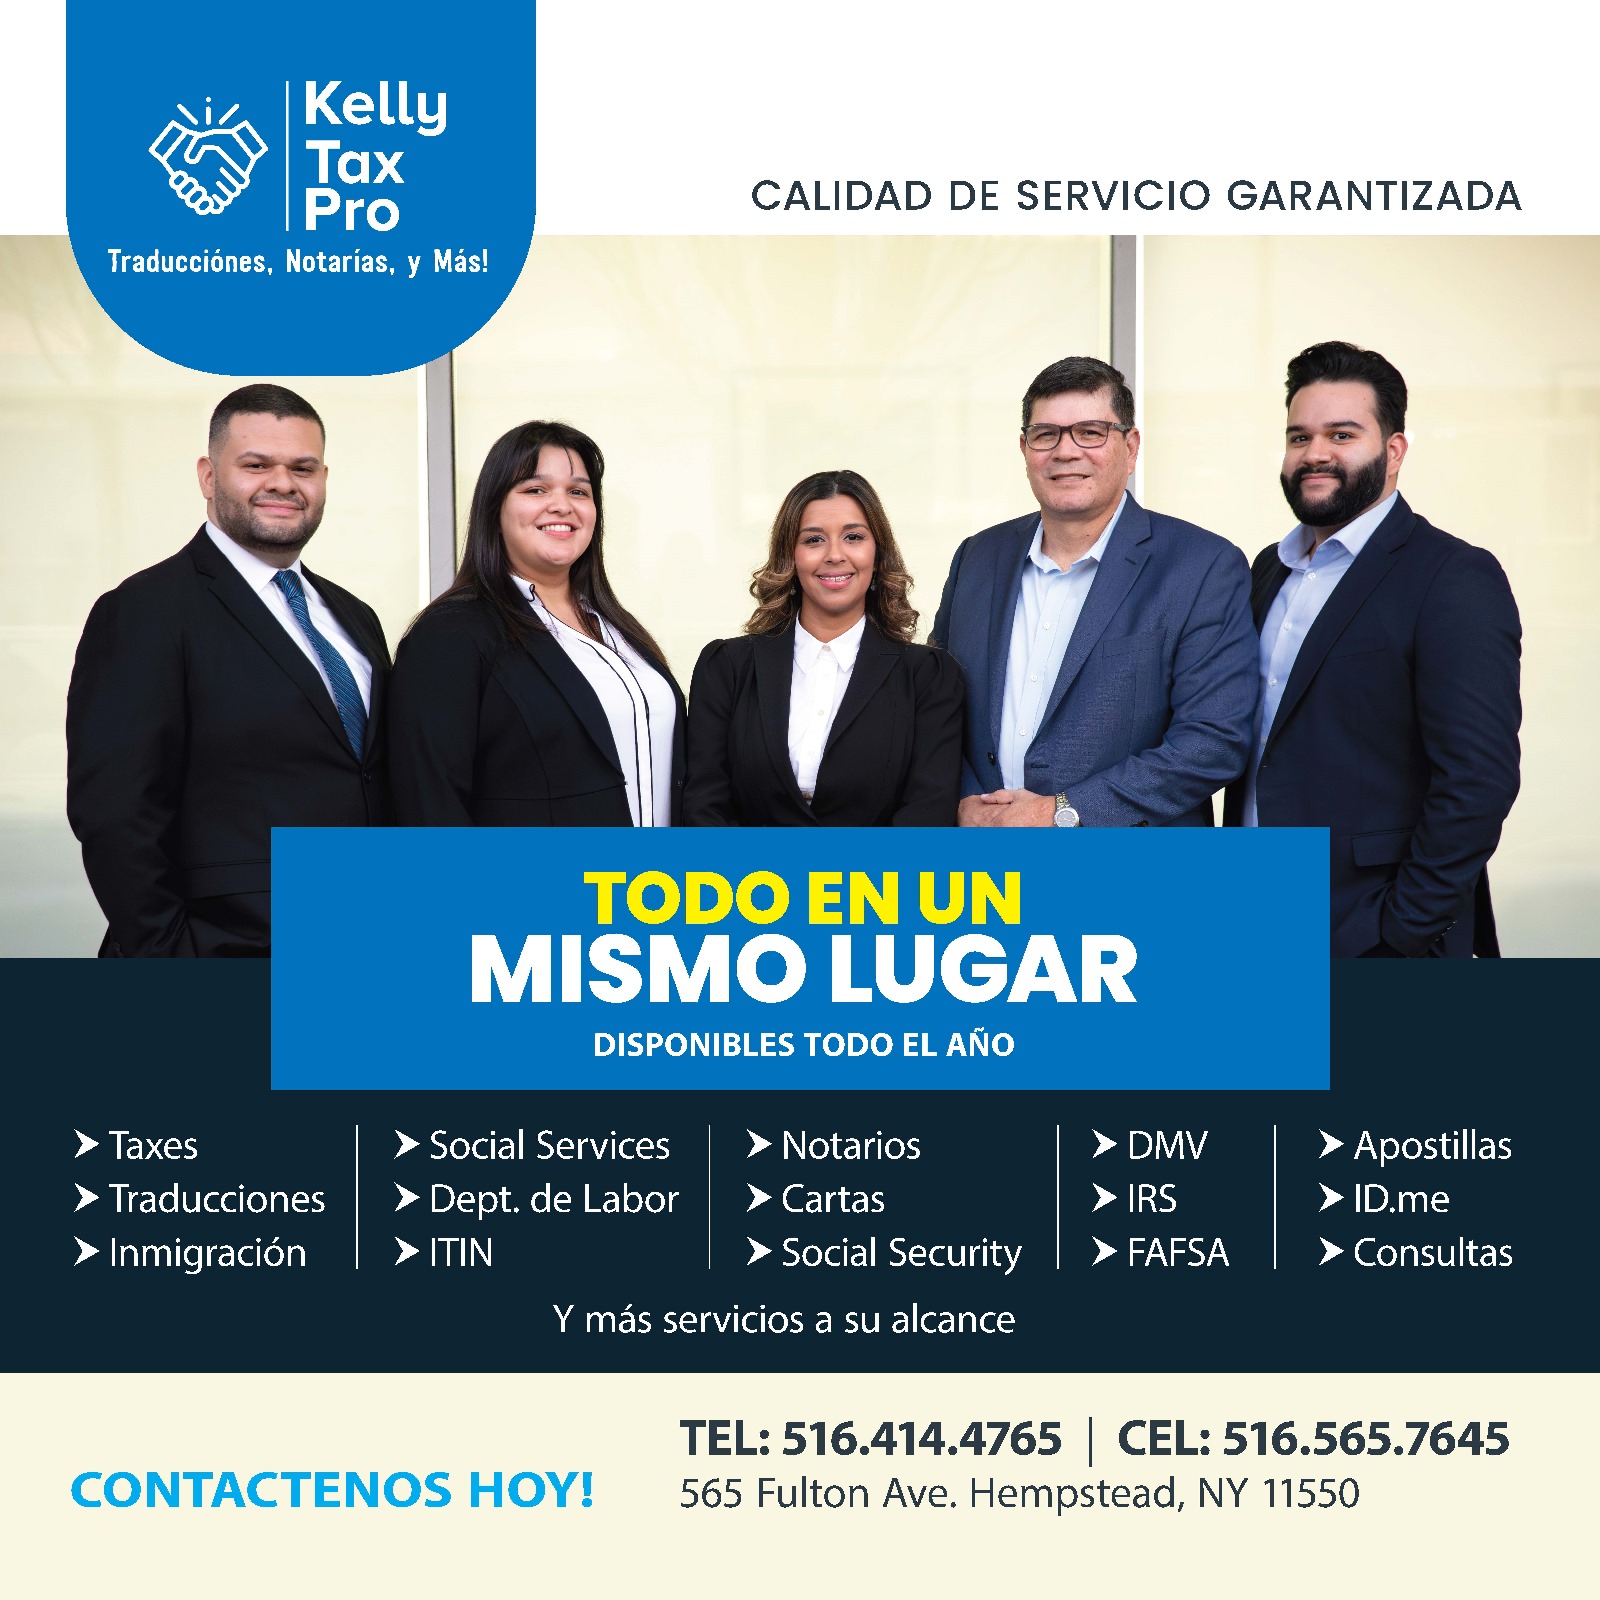 Kelly
Tax
Pro
Traducciónes, Notarías, y Más!
CALIDAD DE SERVICIO GARANTIZADA
TODO EN UN
MISMO LUGAR
DISPONIBLES TODO EL AÑO
Taxes
Traducciones
Inmigración
Social Services
Dept. de Labor
ITIN
Notarios
Cartas
Social Security
DMV
IRS
FAFSA
Apostillas
ID.me
Consultas
Y más servicios a su alcance
CONTACTENOS HOY!
TEL: 516.414.4765 | CEL: 516.565.7645
565 Fulton Ave. Hempstead, NY 11550